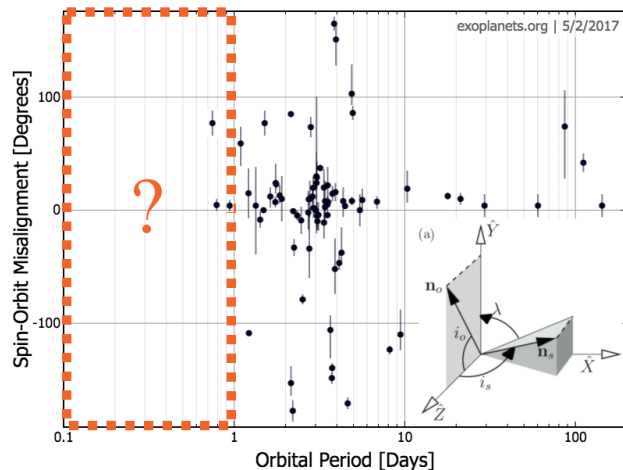 exoplanets.org | 5/2/2017
Spin-Orbit Misalignment [Degrees]
100
0
-100
?
(a)
Ŷ
n_o
λ
i_o
n_s
i_s
X̂
Ẑ
0.1 1 10 100
Orbital Period [Days]